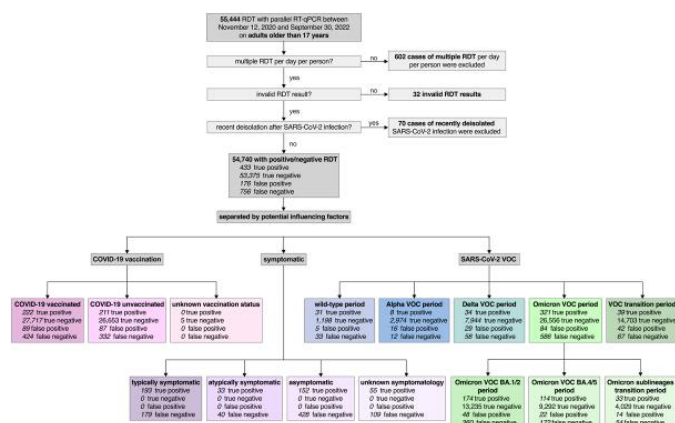 55,444 RDT with parallel RT-qPCR between
November 12, 2020 and September 30, 2022
on adults older than 17 years
multiple RDT per day per person?
no
602 cases of multiple RDT per day
per person were excluded
yes
invalid RDT result?
no
32 invalid RDT results
yes
recent deisolation after SARS-CoV-2 infection?
yes
70 cases of recently deisolated
SARS-CoV-2 infection were excluded
no
54,740 with positive/negative RDT
433 true positive
53,375 true negative
176 false positive
756 false negative
separated by potential influencing factors
COVID-19 vaccination
symptomatic
SARS-CoV-2 VOC
COVID-19 vaccinated
222 true positive
27,717 true negative
89 false positive
424 false negative
COVID-19 unvaccinated
211 true positive
26,653 true negative
87 false positive
332 false negative
unknown vaccination status
0 true positive
5 true negative
0 false positive
0 false negative
wild-type period
31 true positive
1,198 true negative
5 false positive
33 false negative
Alpha VOC period
8 true positive
2,974 true negative
16 false positive
12 false negative
Delta VOC period
34 true positive
7,944 true negative
29 false positive
56 false negative
Omicron VOC period
321 true positive
26,556 true negative
84 false positive
588 false negative
VOC transition period
39 true positive
14,703 true negative
42 false positive
67 false negative
typically symptomatic
193 true positive
0 true negative
0 false positive
179 false negative
atypically symptomatic
33 true positive
0 true negative
0 false positive
40 false negative
asymptomatic
152 true positive
0 true negative
0 false positive
428 false negative
unknown symptomatology
55 true positive
0 true negative
0 false positive
109 false negative
Omicron VOC BA.1/2
period
174 true positive
13,235 true negative
48 false positive
360 false negative
Omicron VOC BA.4/5
period
114 true positive
9,292 true negative
22 false positive
172 false negative
Omicron sublineages
transition period
33 true positive
4,029 true negative
14 false positive
54 false negative